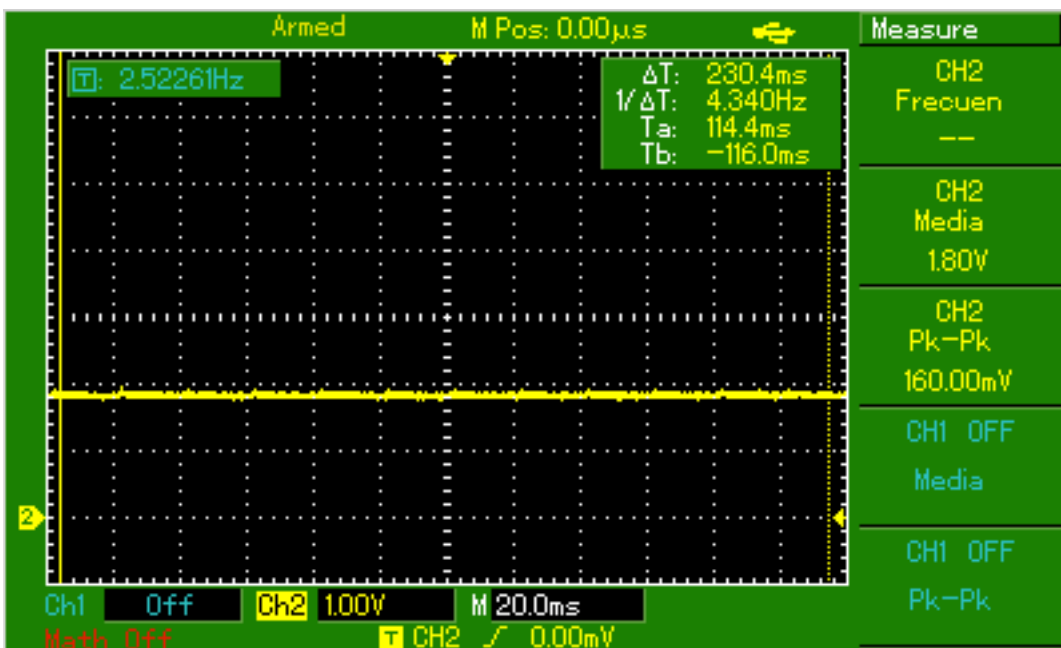 Armed M Pos: 0.00μs Measure
T: 2.52261Hz
ΔT: 230.4ms
1/ΔT: 4.340Hz
Ta: 114.4ms
Tb: -116.0ms
CH2
Frecuen
--
CH2
Media
1.80V
CH2
Pk-Pk
160.00mV
CH1 OFF
Media
CH1 OFF
Pk-Pk
2
Ch1 Off Ch2 1.00V M 20.0ms
Math Off T CH2 0.00mV